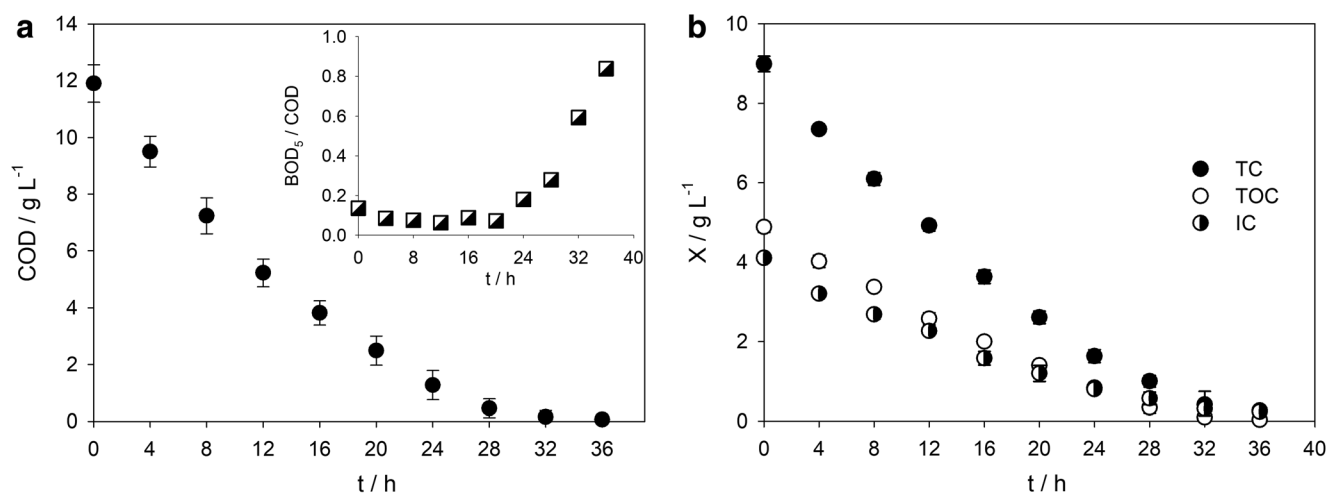 a
14
12
10
8
6
4
2
0
COD / g L⁻¹
0 4 8 12 16 20 24 28 32 36
t / h
1.0
0.8
0.6
0.4
0.2
0.0
BOD₅ / COD
0 8 16 24 32 40
t / h
b
10
8
6
4
2
0
X / g L⁻¹
TC
TOC
IC
0 4 8 12 16 20 24 28 32 36 40
t / h